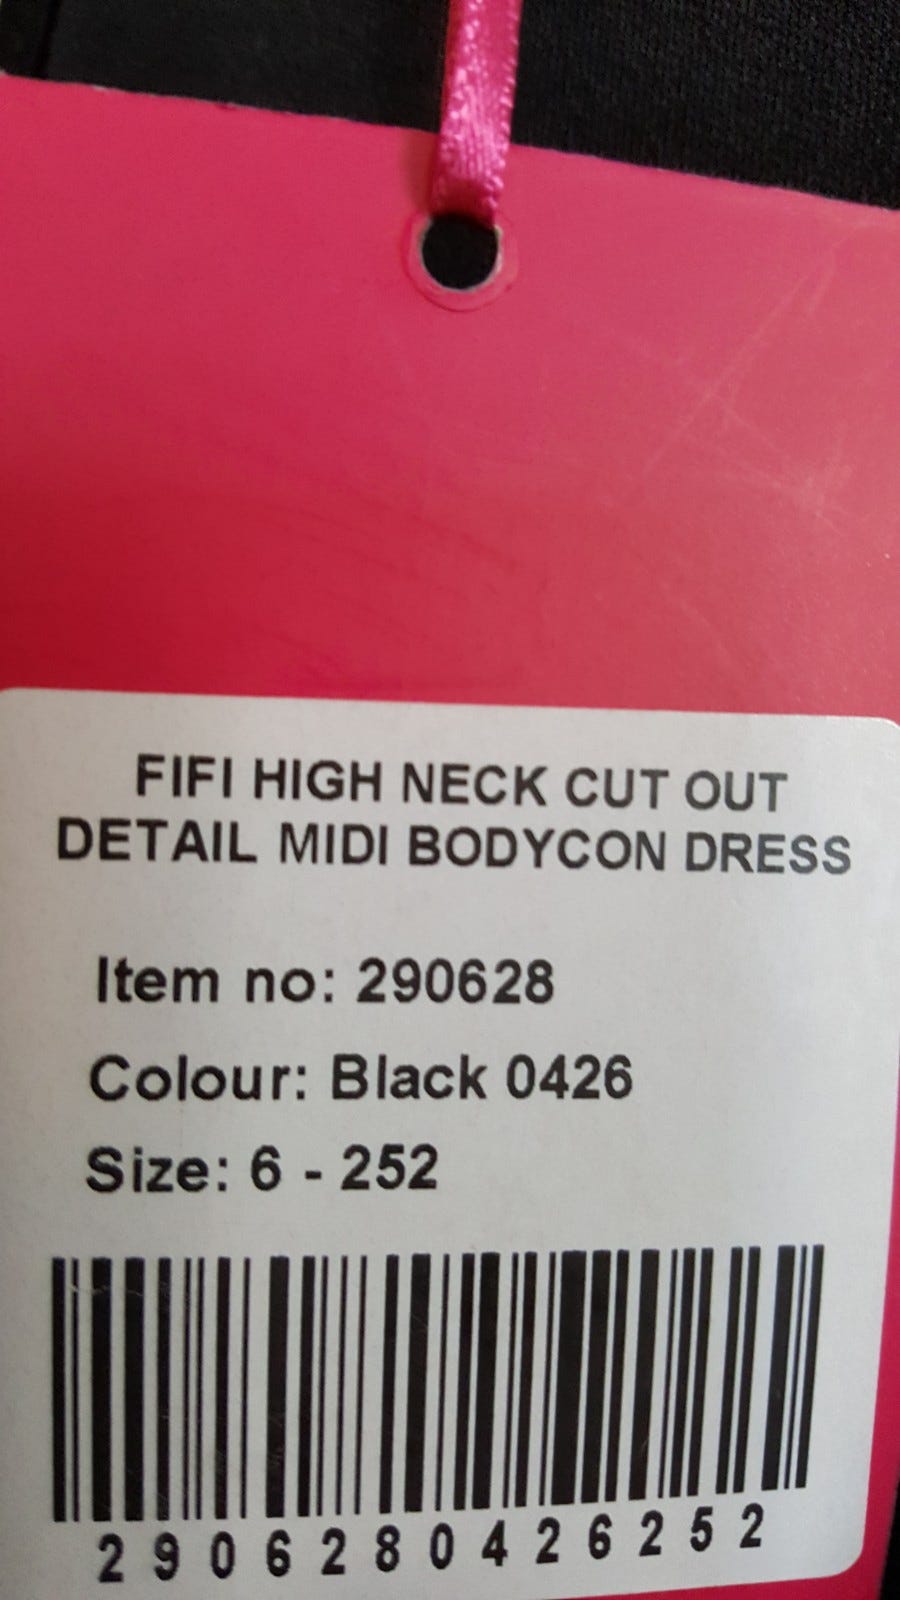 FIFI HIGH NECK CUT OUT
DETAIL MIDI BODYCON DRESS
Item no: 290628
Colour: Black 0426
Size: 6 - 252
2906280426252